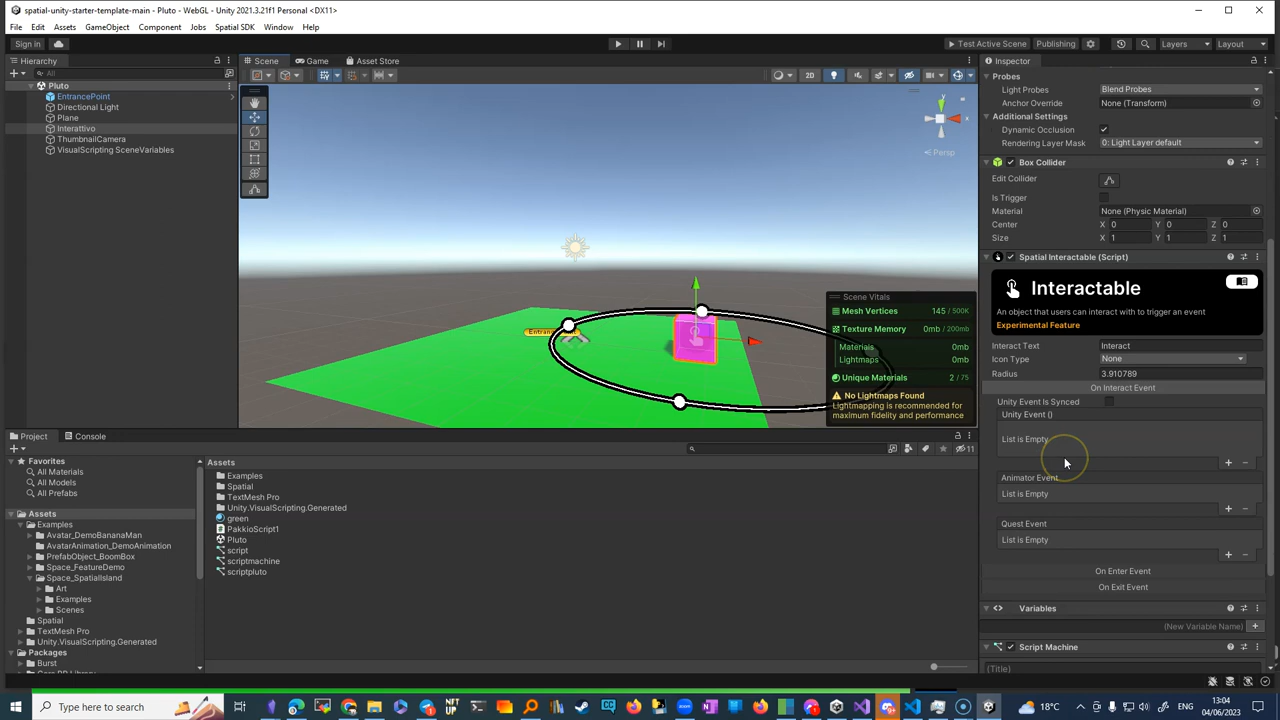 spatial-unity-starter-template-main - Pluto - WebGL - Unity 2021.3.21f1 Personal <DX11>
File Edit Assets GameObject Component Jobs Spatial SDK Window Help
Sign in Test Active Scene Publishing Layers Layout
Hierarchy
All
Pluto
EntrancePoint
Directional Light
Plane
Interattivo
ThumbnailCamera
VisualScripting SceneVariables
Scene Game Asset Store
2D
y
x
Persp
Scene Vitals
Mesh Vertices 145 / 500K
Texture Memory 0mb / 200mb
Materials 0mb
Lightmaps 0mb
Unique Materials 2 / 75
No Lightmaps Found
Lightmapping is recommended for
maximum fidelity and performance
Inspector
Probes
Light Probes Blend Probes
Anchor Override None (Transform)
Additional Settings
Dynamic Occlusion
Rendering Layer Mask 0: Light Layer default
Box Collider
Edit Collider
Is Trigger
Material None (Physic Material)
Center X 0 Y 0 Z 0
Size X 1 Y 1 Z 1
Spatial Interactable (Script)
Interactable
An object that users can interact with to trigger an event
Experimental Feature
Interact Text Interact
Icon Type None
Radius 3.910789
On Interact Event
Unity Event Is Synced
Unity Event ()
List is Empty
Animator Event
List is Empty
Quest Event
List is Empty
On Enter Event
On Exit Event
Variables
(New Variable Name)
Script Machine
(Title)
Project Console
11
Favorites
All Materials
All Models
All Prefabs
Assets
Examples
Avatar_DemoBananaMan
AvatarAnimation_DemoAnimation
PrefabObject_BoomBox
Space_FeatureDemo
Space_SpatialIsland
Art
Examples
Scenes
Spatial
TextMesh Pro
Unity.VisualScripting.Generated
Packages
Burst
Assets
Examples
Spatial
TextMesh Pro
Unity.VisualScripting.Generated
green
PakkioScript1
Pluto
script
scriptmachine
scriptpluto
Type here to search
18°C
13:04
04/06/2023